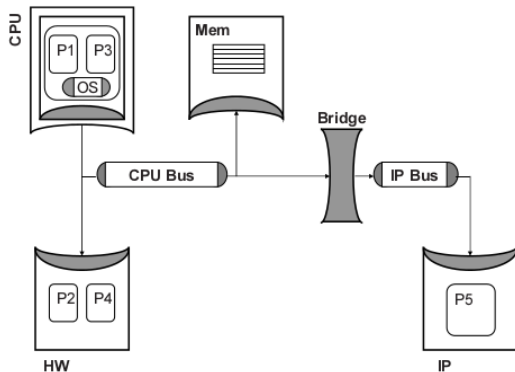 CPU
P1
P3
OS
Mem
Bridge
CPU Bus
IP Bus
P2
P4
P5
HW
IP